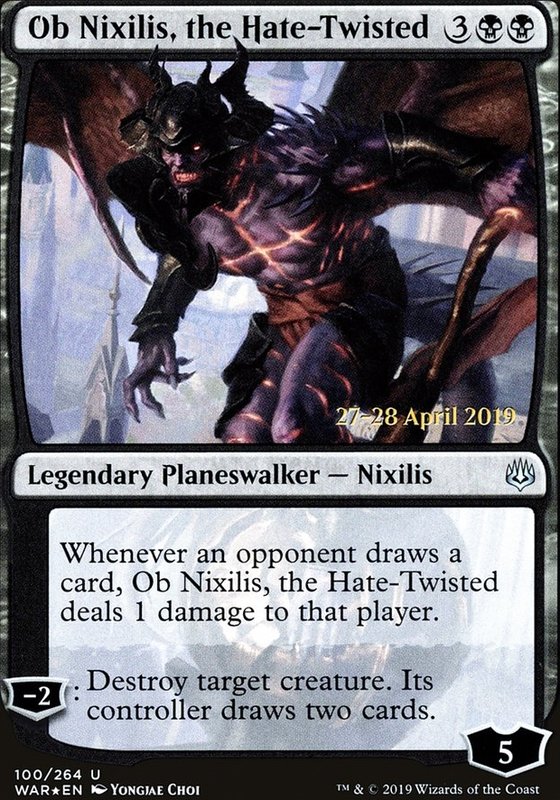 Ob Nixilis, the Hate-Twisted 3
27-28 April 2019
Legendary Planeswalker — Nixilis
Whenever an opponent draws a
card, Ob Nixilis, the Hate-Twisted
deals 1 damage to that player.
-2 : Destroy target creature. Its
controller draws two cards.
5
100/264 U
WAR★EN Yongjae Choi
™ & © 2019 Wizards of the Coast